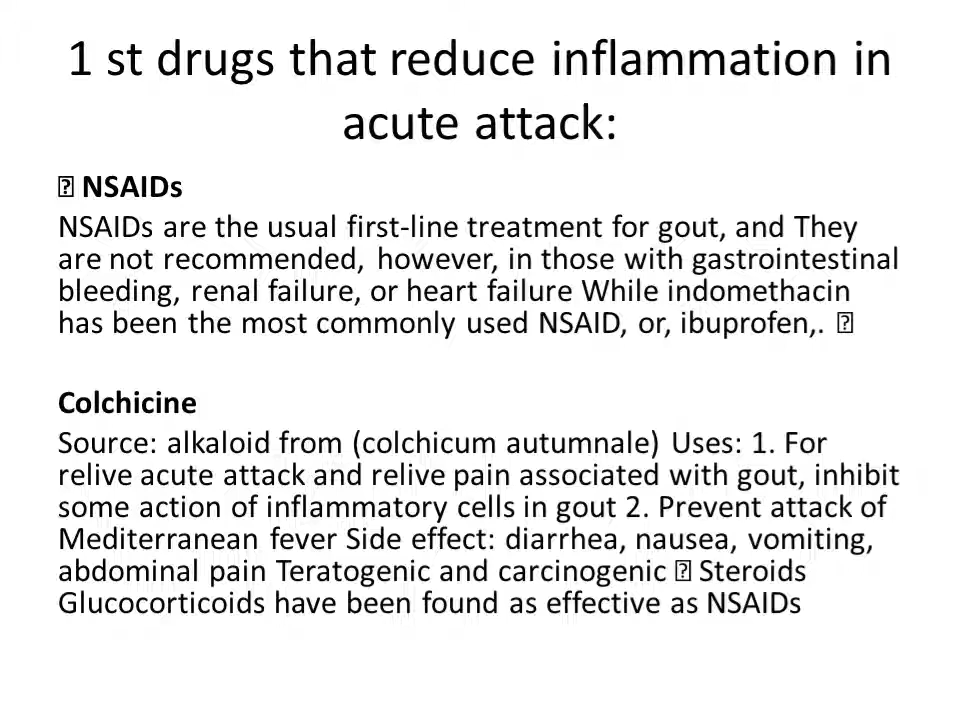 1 st drugs that reduce inflammation in
acute attack:
⍰ NSAIDs
NSAIDs are the usual first-line treatment for gout, and They
are not recommended, however, in those with gastrointestinal
bleeding, renal failure, or heart failure While indomethacin
has been the most commonly used NSAID, or, ibuprofen,. ⍰
Colchicine
Source: alkaloid from (colchicum autumnale) Uses: 1. For
relive acute attack and relive pain associated with gout, inhibit
some action of inflammatory cells in gout 2. Prevent attack of
Mediterranean fever Side effect: diarrhea, nausea, vomiting,
abdominal pain Teratogenic and carcinogenic ⍰ Steroids
Glucocorticoids have been found as effective as NSAIDs